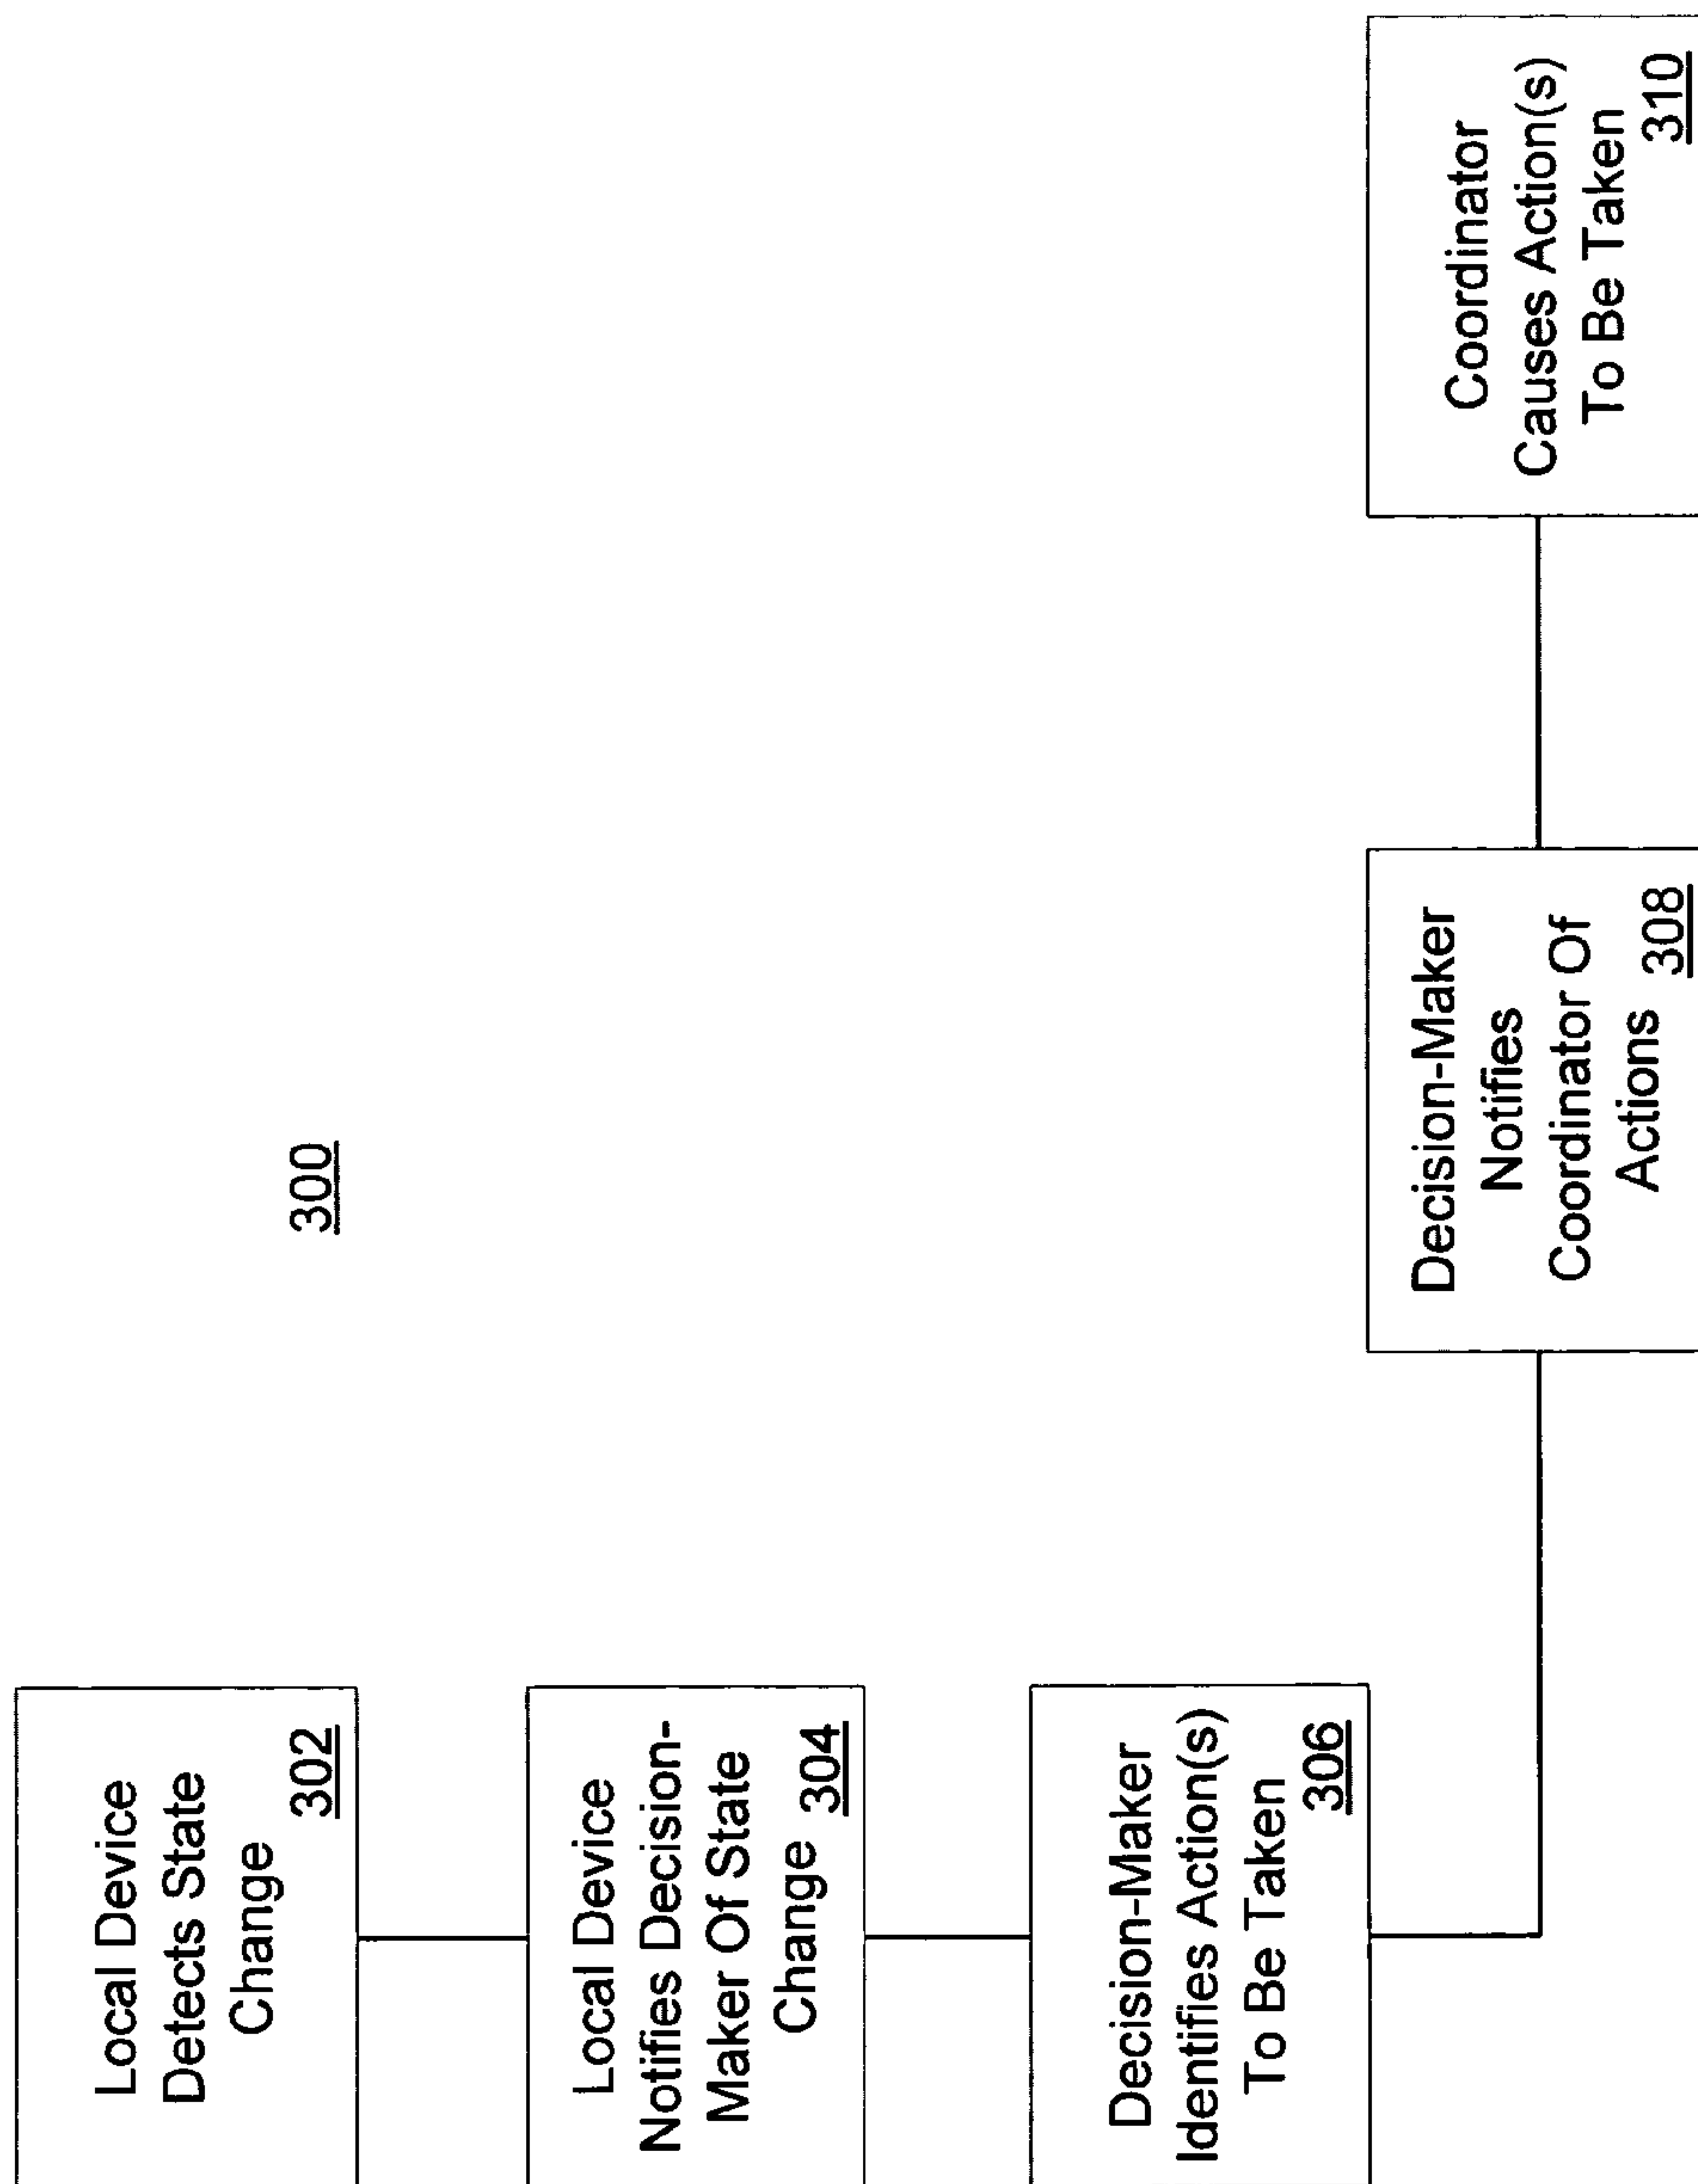 300
Local Device
Detects State
Change
302
Local Device
Notifies Decision-
Maker Of State
Change 304
Decision-Maker
Identifies Action(s)
To Be Taken
306
Decision-Maker
Notifies
Coordinator Of
Actions 308
Coordinator
Causes Action(s)
To Be Taken
310